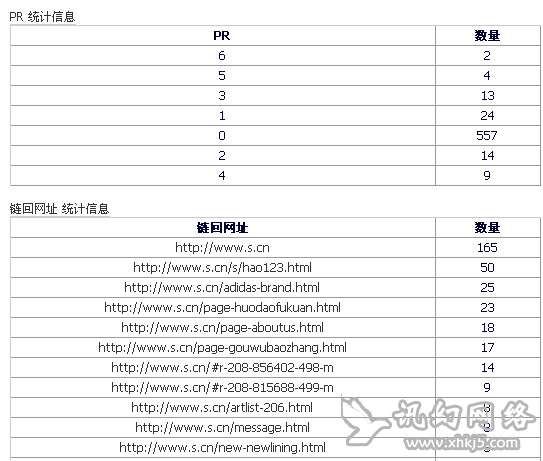 PR 统计信息
PR 数量
6 2
5 4
3 13
1 24
0 557
2 14
4 9
链回网址 统计信息
链回网址 数量
http://www.s.cn 165
http://www.s.cn/s/hao123.html 50
http://www.s.cn/adidas-brand.html 25
http://www.s.cn/page-huodaofukuan.html 23
http://www.s.cn/page-aboutus.html 18
http://www.s.cn/page-gouwubaozhang.html 17
http://www.s.cn/#r-208-856402-498-m 14
http://www.s.cn/#r-208-815688-499-m 9
http://www.s.cn/artlist-206.html 8
http://www.s.cn/message.html
http://www.s.cn/new-newlining.html
讯幻网络
www.xhkj5.com